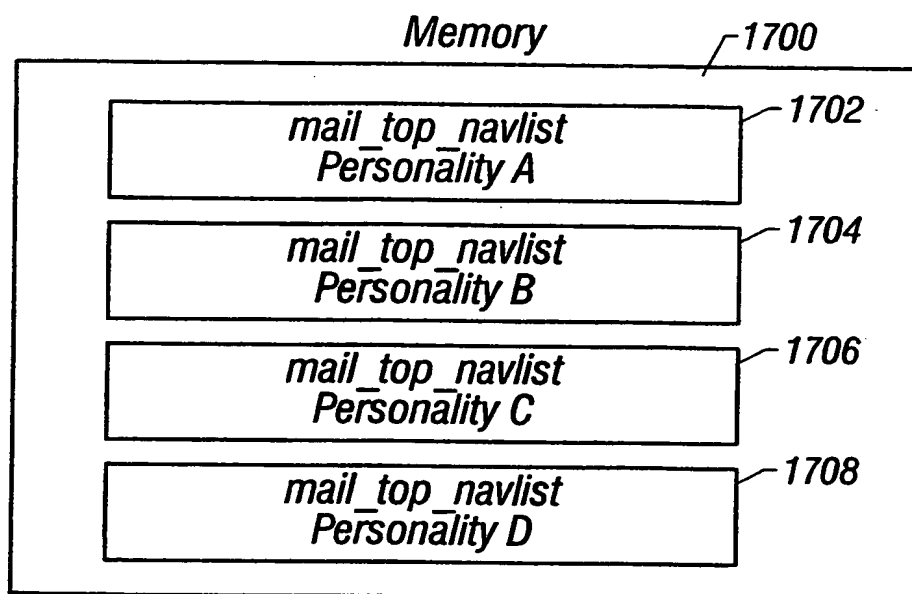 Memory
1700
mail_top_navlist
Personality A
1702
mail_top_navlist
Personality B
1704
mail_top_navlist
Personality C
1706
mail_top_navlist
Personality D
1708